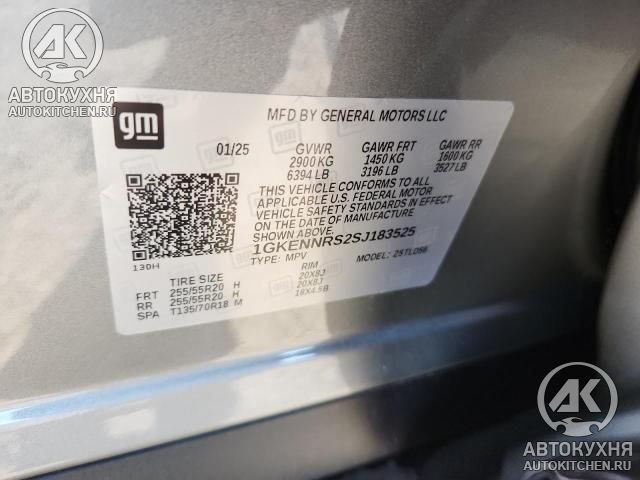 AK
АВТОКУХНЯ
AUTOKITCHEN.RU
gm
MFD BY GENERAL MOTORS LLC
01/25 GVWR GAWR FRT GAWR RR
2900 KG 1450 KG 1600 KG
6394 LB 3196 LB 3527 LB
THIS VEHICLE CONFORMS TO ALL
APPLICABLE U.S. FEDERAL MOTOR
VEHICLE SAFETY STANDARDS IN EFFECT
ON THE DATE OF MANUFACTURE
SHOWN ABOVE.
1GKENNRS2SJ183525
TYPE: MPV MODEL:
130H
TIRE SIZE RIM
FRT 255/55R20 H 20X8J
RR 255/55R20 H 20X8J
SPA T135/70R18 M 18X4.5B
AK
АВТОКУХНЯ
AUTOKITCHEN.RU